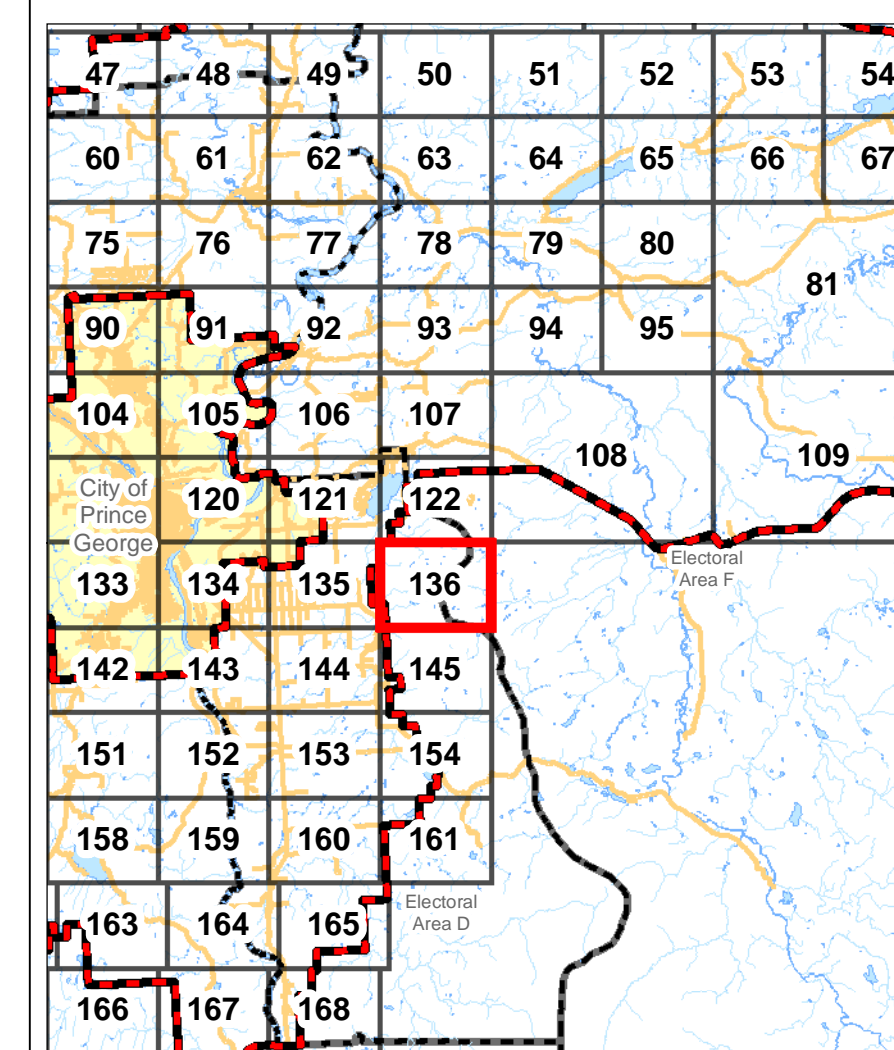 47 48 49 50 51 52 53 54
60 61 62 63 64 65 66 67
75 76 77 78 79 80
81
90 91 92 93 94 95
104 105 106 107
108 109
City of
Prince
George
120 121 122
Electoral
Area F
133 134 135 136
142 143 144 145
151 152 153 154
158 159 160 161
Electoral
Area D
163 164 165
166 167 168